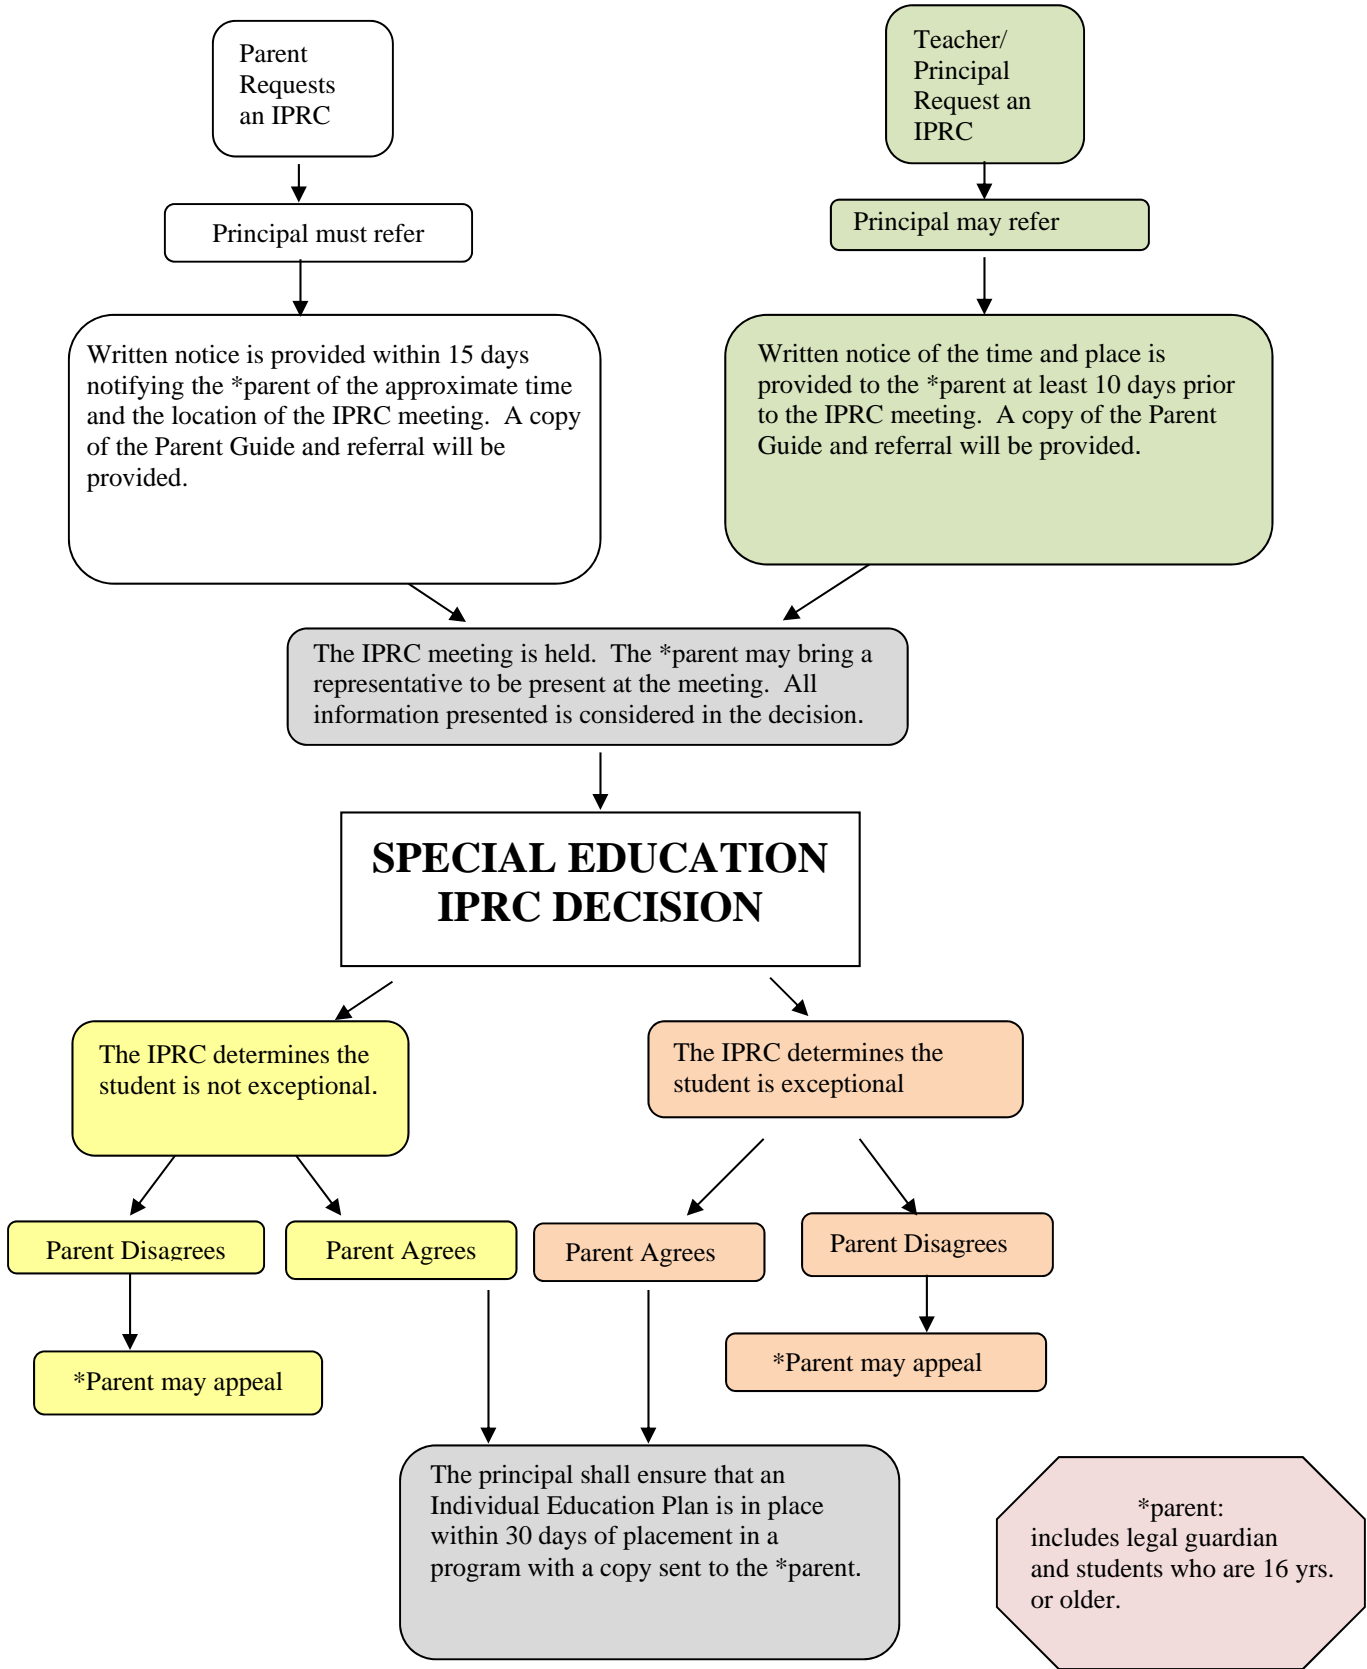 Parent
Requests
an IPRC
Teacher/
Principal
Request an
IPRC
Principal must refer
Principal may refer
Written notice is provided within 15 days
notifying the *parent of the approximate time
and the location of the IPRC meeting.  A copy
of the Parent Guide and referral will be
provided.
Written notice of the time and place is
provided to the *parent at least 10 days prior
to the IPRC meeting.  A copy of the Parent
Guide and referral will be provided.
The IPRC meeting is held.  The *parent may bring a
representative to be present at the meeting.  All
information presented is considered in the decision.
SPECIAL EDUCATION
IPRC DECISION
The IPRC determines the
student is not exceptional.
The IPRC determines the
student is exceptional
Parent Disagrees
Parent Agrees
Parent Agrees
Parent Disagrees
*Parent may appeal
*Parent may appeal
The principal shall ensure that an
Individual Education Plan is in place
within 30 days of placement in a
program with a copy sent to the *parent.
*parent:
includes legal guardian
and students who are 16 yrs.
or older.